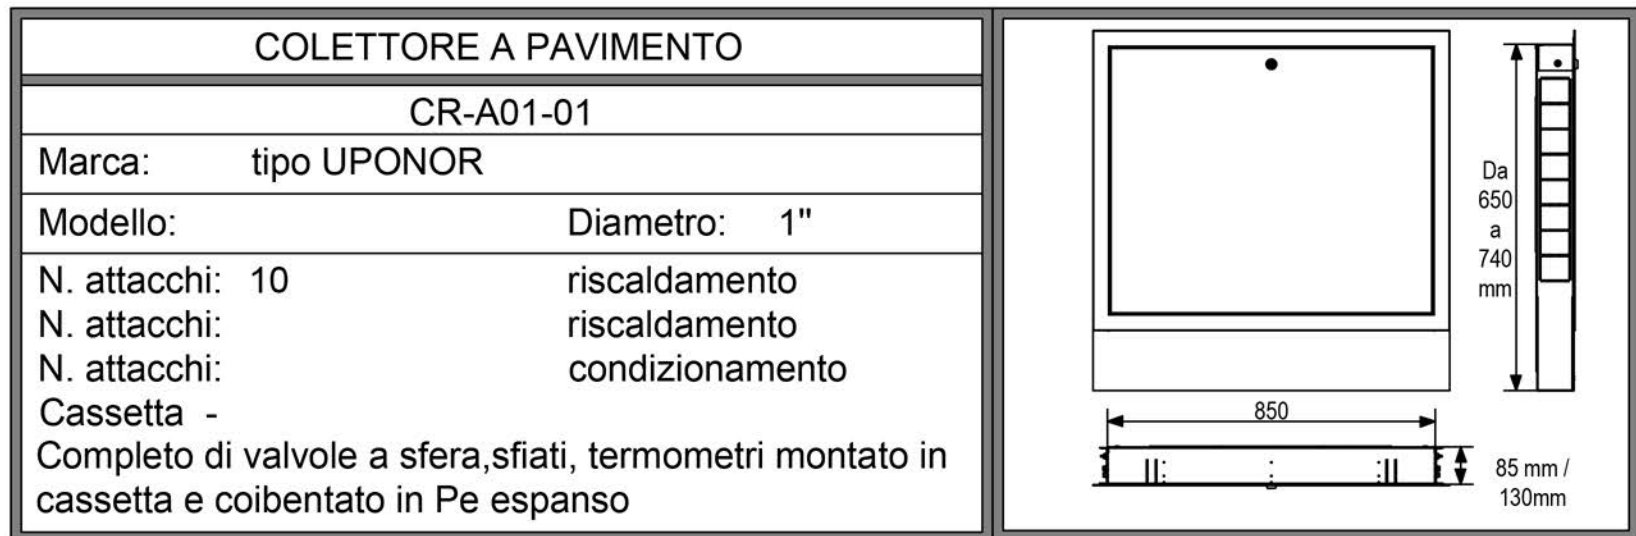 COLETTORE A PAVIMENTO
CR-A01-01
Marca: tipo UPONOR
Modello: Diametro: 1"
N. attacchi: 10 riscaldamento
N. attacchi: riscaldamento
N. attacchi: condizionamento
Cassetta -
Completo di valvole a sfera,sfiati, termometri montato in
cassetta e coibentato in Pe espanso
Da
650
a
740
mm
850
85 mm /
130mm